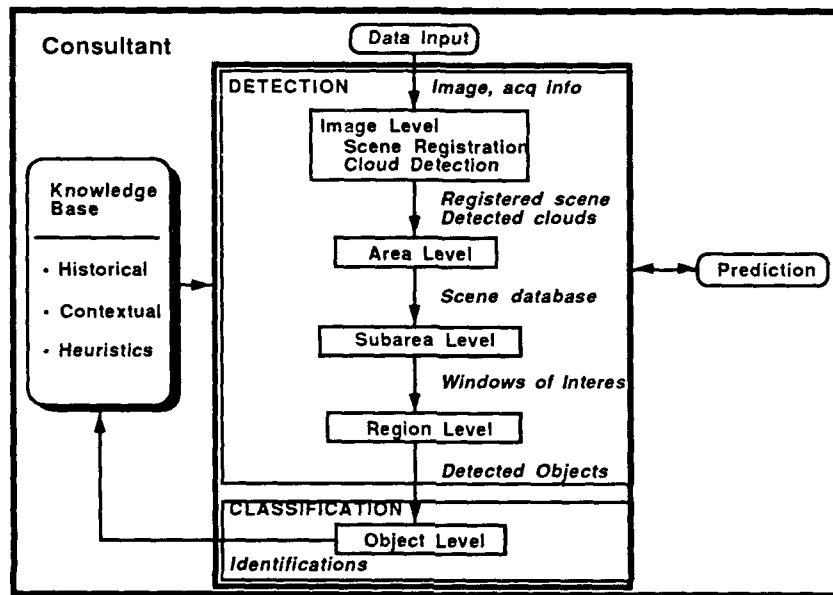 Consultant
Data Input
DETECTION
Image, acq info
Image Level
Scene Registration
Cloud Detection
Registered scene
Detected clouds
Area Level
Scene database
Subarea Level
Windows of Interes
Region Level
Detected Objects
CLASSIFICATION
Object Level
Identifications
Knowledge
Base
• Historical
• Contextual
• Heuristics
Prediction